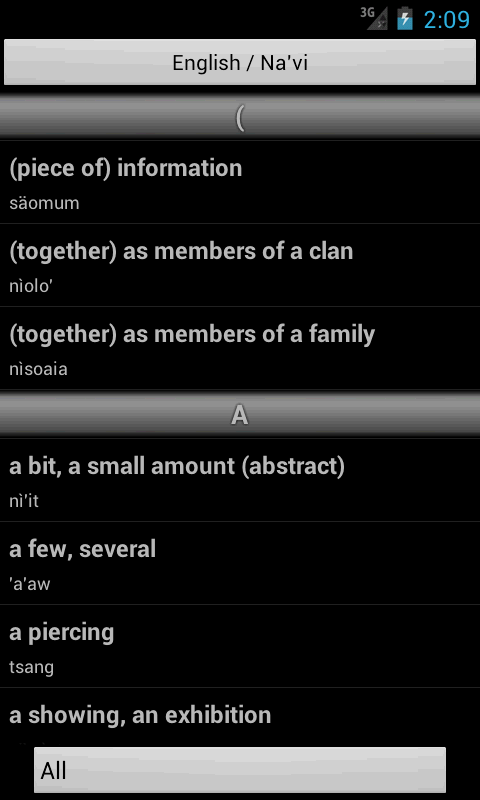 3G 2:09
English / Na'vi
(
(piece of) information
säomum
(together) as members of a clan
nìolo'
(together) as members of a family
nìsoaia
A
a bit, a small amount (abstract)
nì'it
a few, several
'a'aw
a piercing
tsang
a showing, an exhibition
All